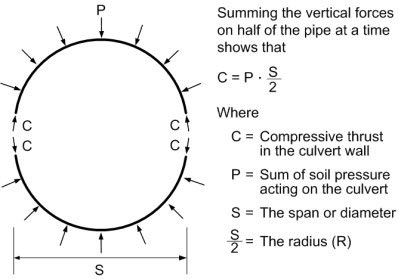 P
Summing the vertical forces
on half of the pipe at a time
shows that
C = P · S/2
Where
C = Compressive thrust
in the culvert wall
P = Sum of soil pressure
acting on the culvert
S = The span or diameter
S/2 = The radius (R)
C C
C C
S